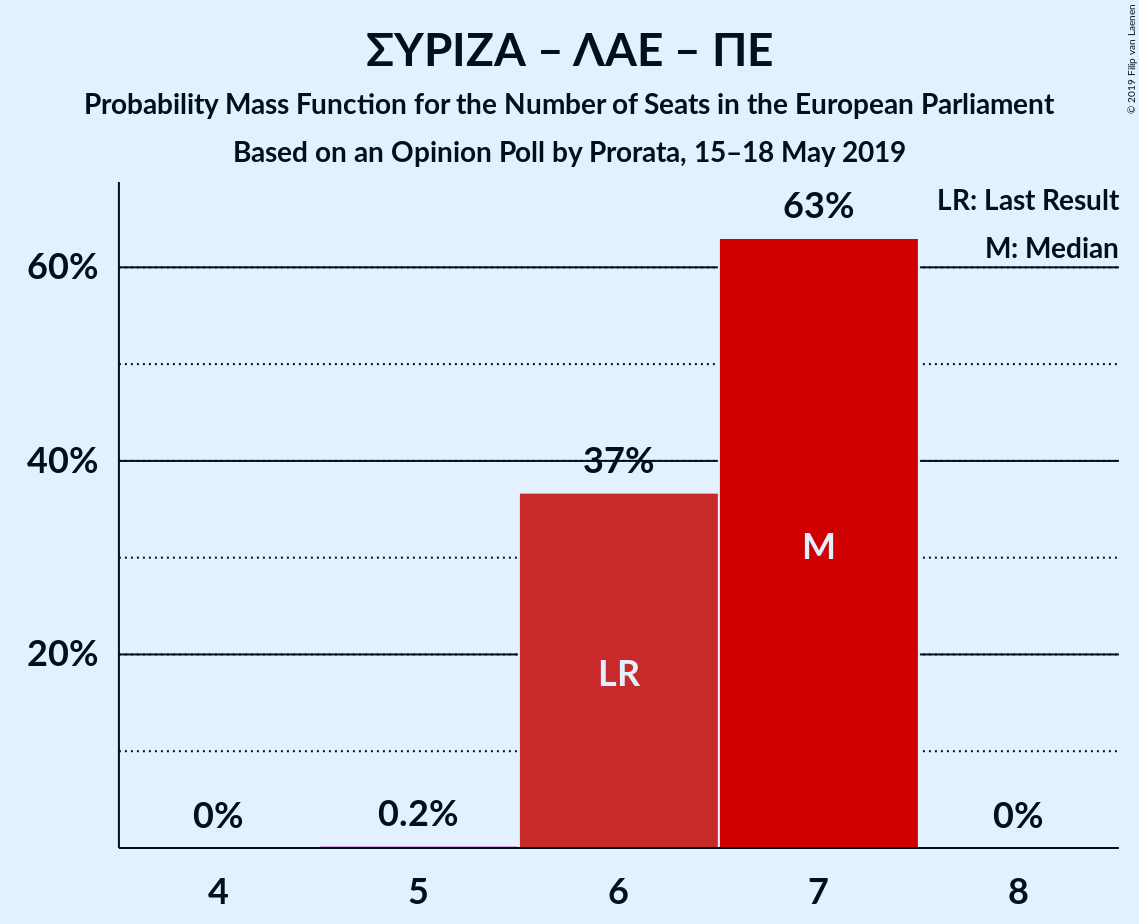 ΣΥΡΙΖΑ – ΛΑΕ – ΠΕ
Probability Mass Function for the Number of Seats in the European Parliament
Based on an Opinion Poll by Prorata, 15–18 May 2019
© 2019 Filip van Laenen
LR: Last Result
M: Median
63%
60%
40%
37%
M
20%
LR
0%
0.2%
0%
4
5
6
7
8